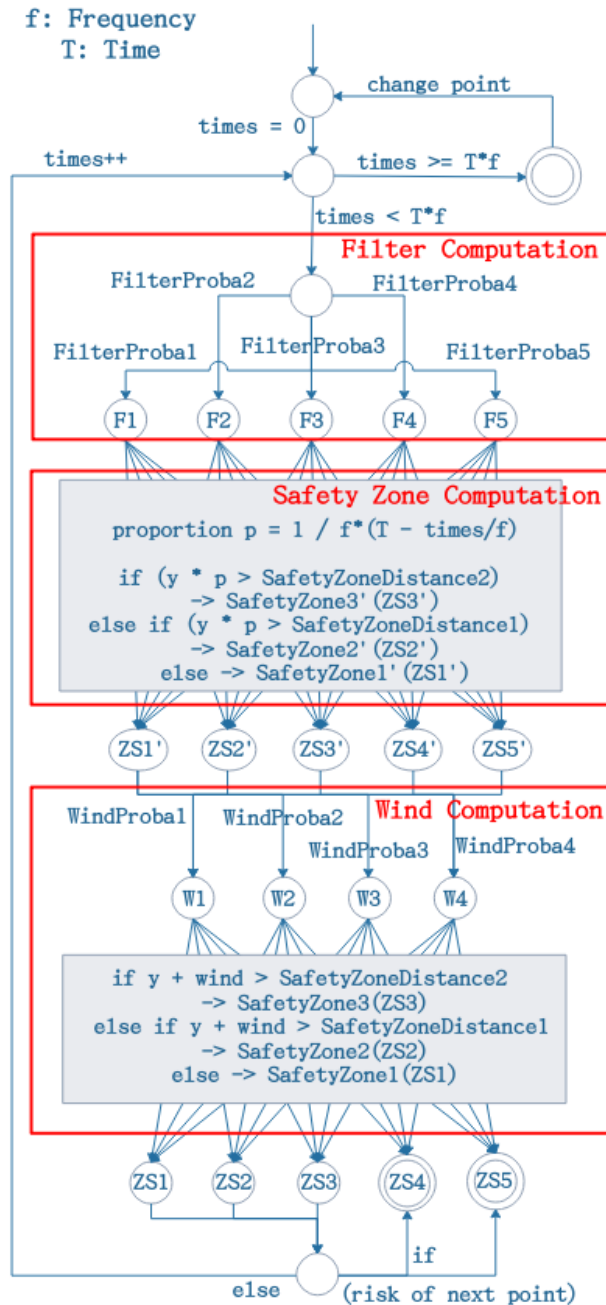 f: Frequency
T: Time
change point
times = 0
times++
times >= T*f
times < T*f
Filter Computation
FilterProba2
FilterProba4
FilterProba1
FilterProba3
FilterProba5
F1
F2
F3
F4
F5
Safety Zone Computation
proportion p = 1 / f*(T - times/f)
if (y * p > SafetyZoneDistance2)
-> SafetyZone3'(ZS3')
else if (y * p > SafetyZoneDistance1)
-> SafetyZone2'(ZS2')
else -> SafetyZone1'(ZS1')
ZS1'
ZS2'
ZS3'
ZS4'
ZS5'
Wind Computation
WindProba1
WindProba2
WindProba3
WindProba4
W1
W2
W3
W4
if y + wind > SafetyZoneDistance2
-> SafetyZone3(ZS3)
else if y + wind > SafetyZoneDistance1
-> SafetyZone2(ZS2)
else -> SafetyZone1(ZS1)
ZS1
ZS2
ZS3
ZS4
ZS5
if
else
(risk of next point)